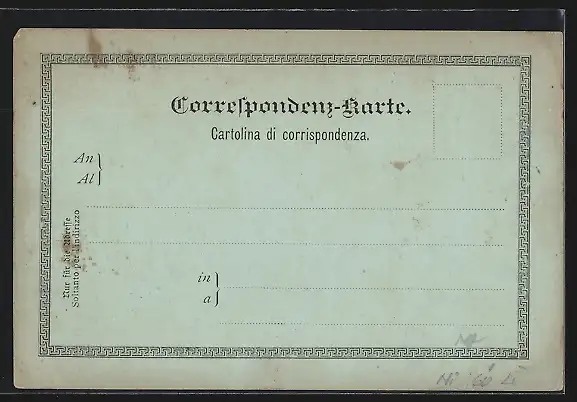 Correſpondenz-Karte.
Cartolina di corrispondenza.
An
Al
Nur für die Adreſſe
Soltanto per l'indirizzo
in
a